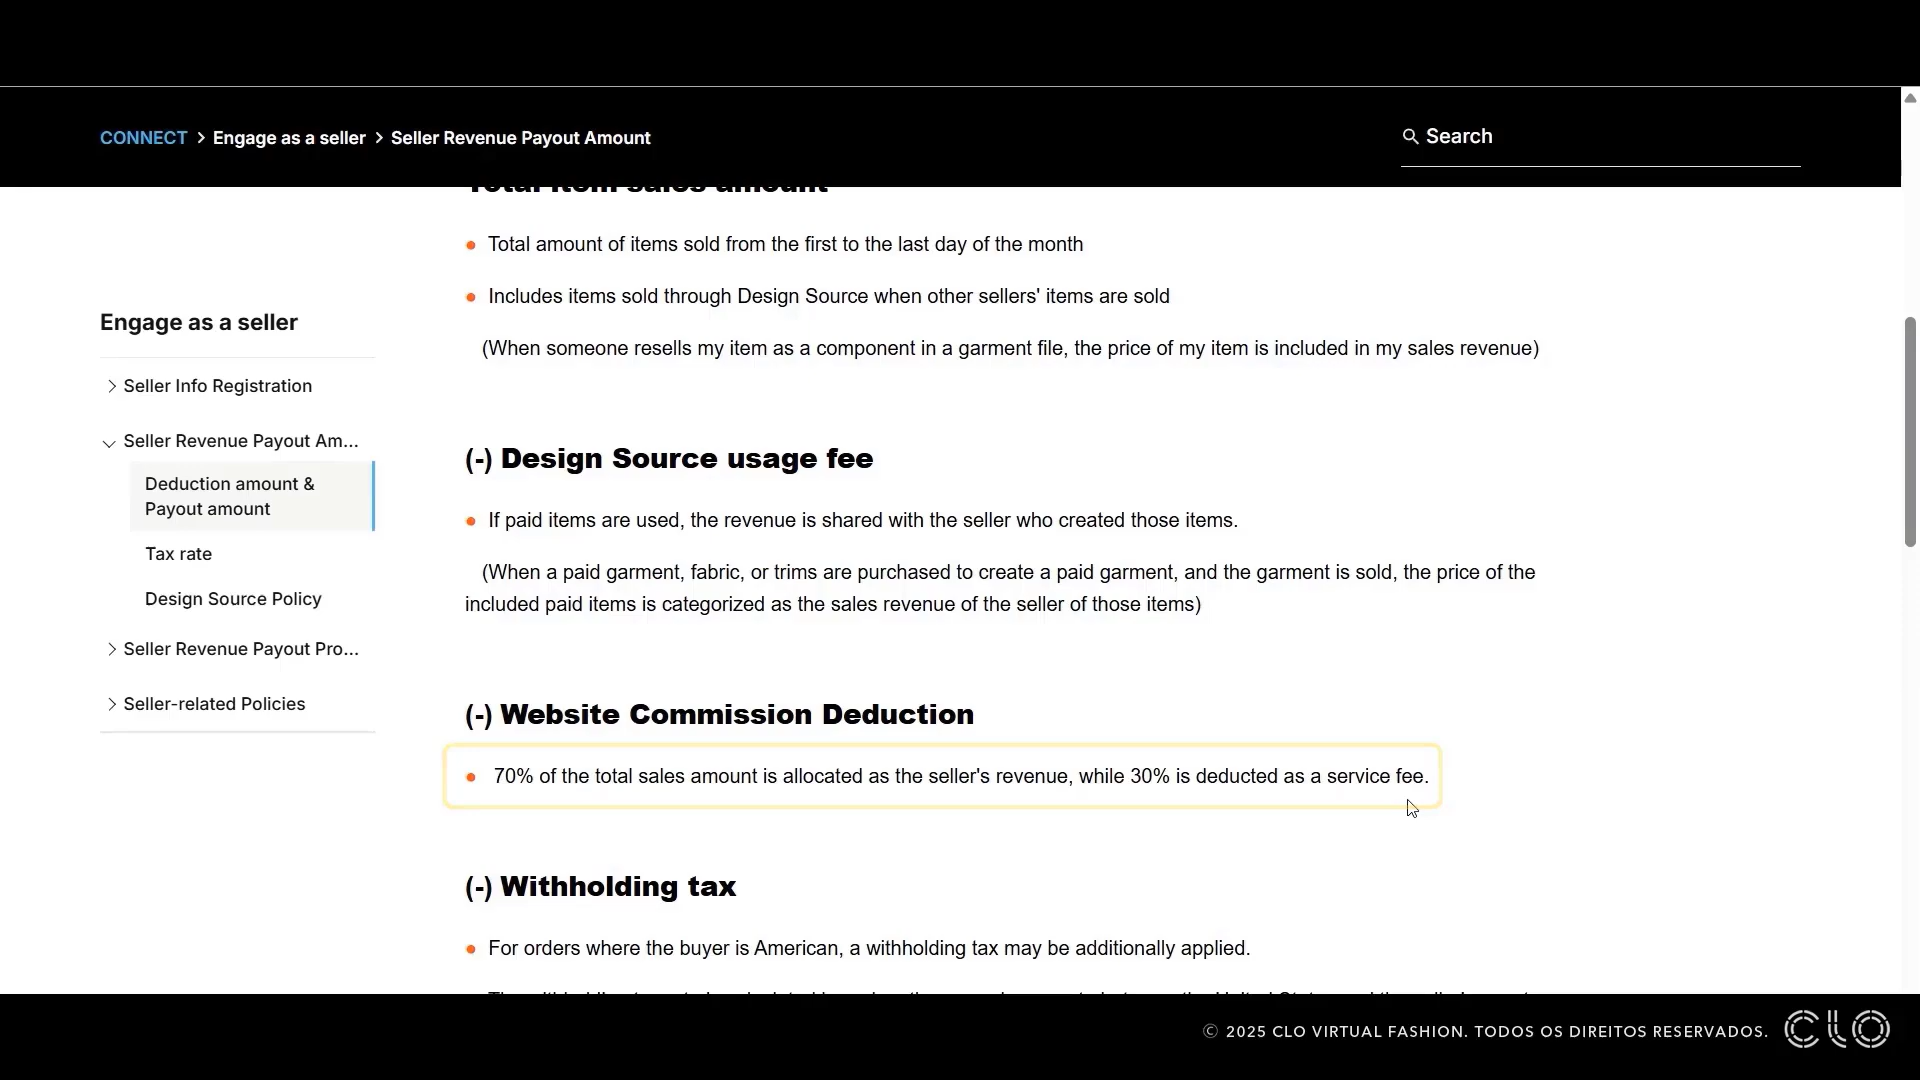 CONNECT > Engage as a seller > Seller Revenue Payout Amount
Search
Total item sales amount
Total amount of items sold from the first to the last day of the month
Includes items sold through Design Source when other sellers' items are sold
(When someone resells my item as a component in a garment file, the price of my item is included in my sales revenue)
Engage as a seller
Seller Info Registration
Seller Revenue Payout Am...
Deduction amount &
Payout amount
Tax rate
Design Source Policy
Seller Revenue Payout Pro...
Seller-related Policies
(-) Design Source usage fee
If paid items are used, the revenue is shared with the seller who created those items.
(When a paid garment, fabric, or trims are purchased to create a paid garment, and the garment is sold, the price of the
included paid items is categorized as the sales revenue of the seller of those items)
(-) Website Commission Deduction
70% of the total sales amount is allocated as the seller's revenue, while 30% is deducted as a service fee.
(-) Withholding tax
For orders where the buyer is American, a withholding tax may be additionally applied.
© 2025 CLO VIRTUAL FASHION. TODOS OS DIREITOS RESERVADOS.
CLO